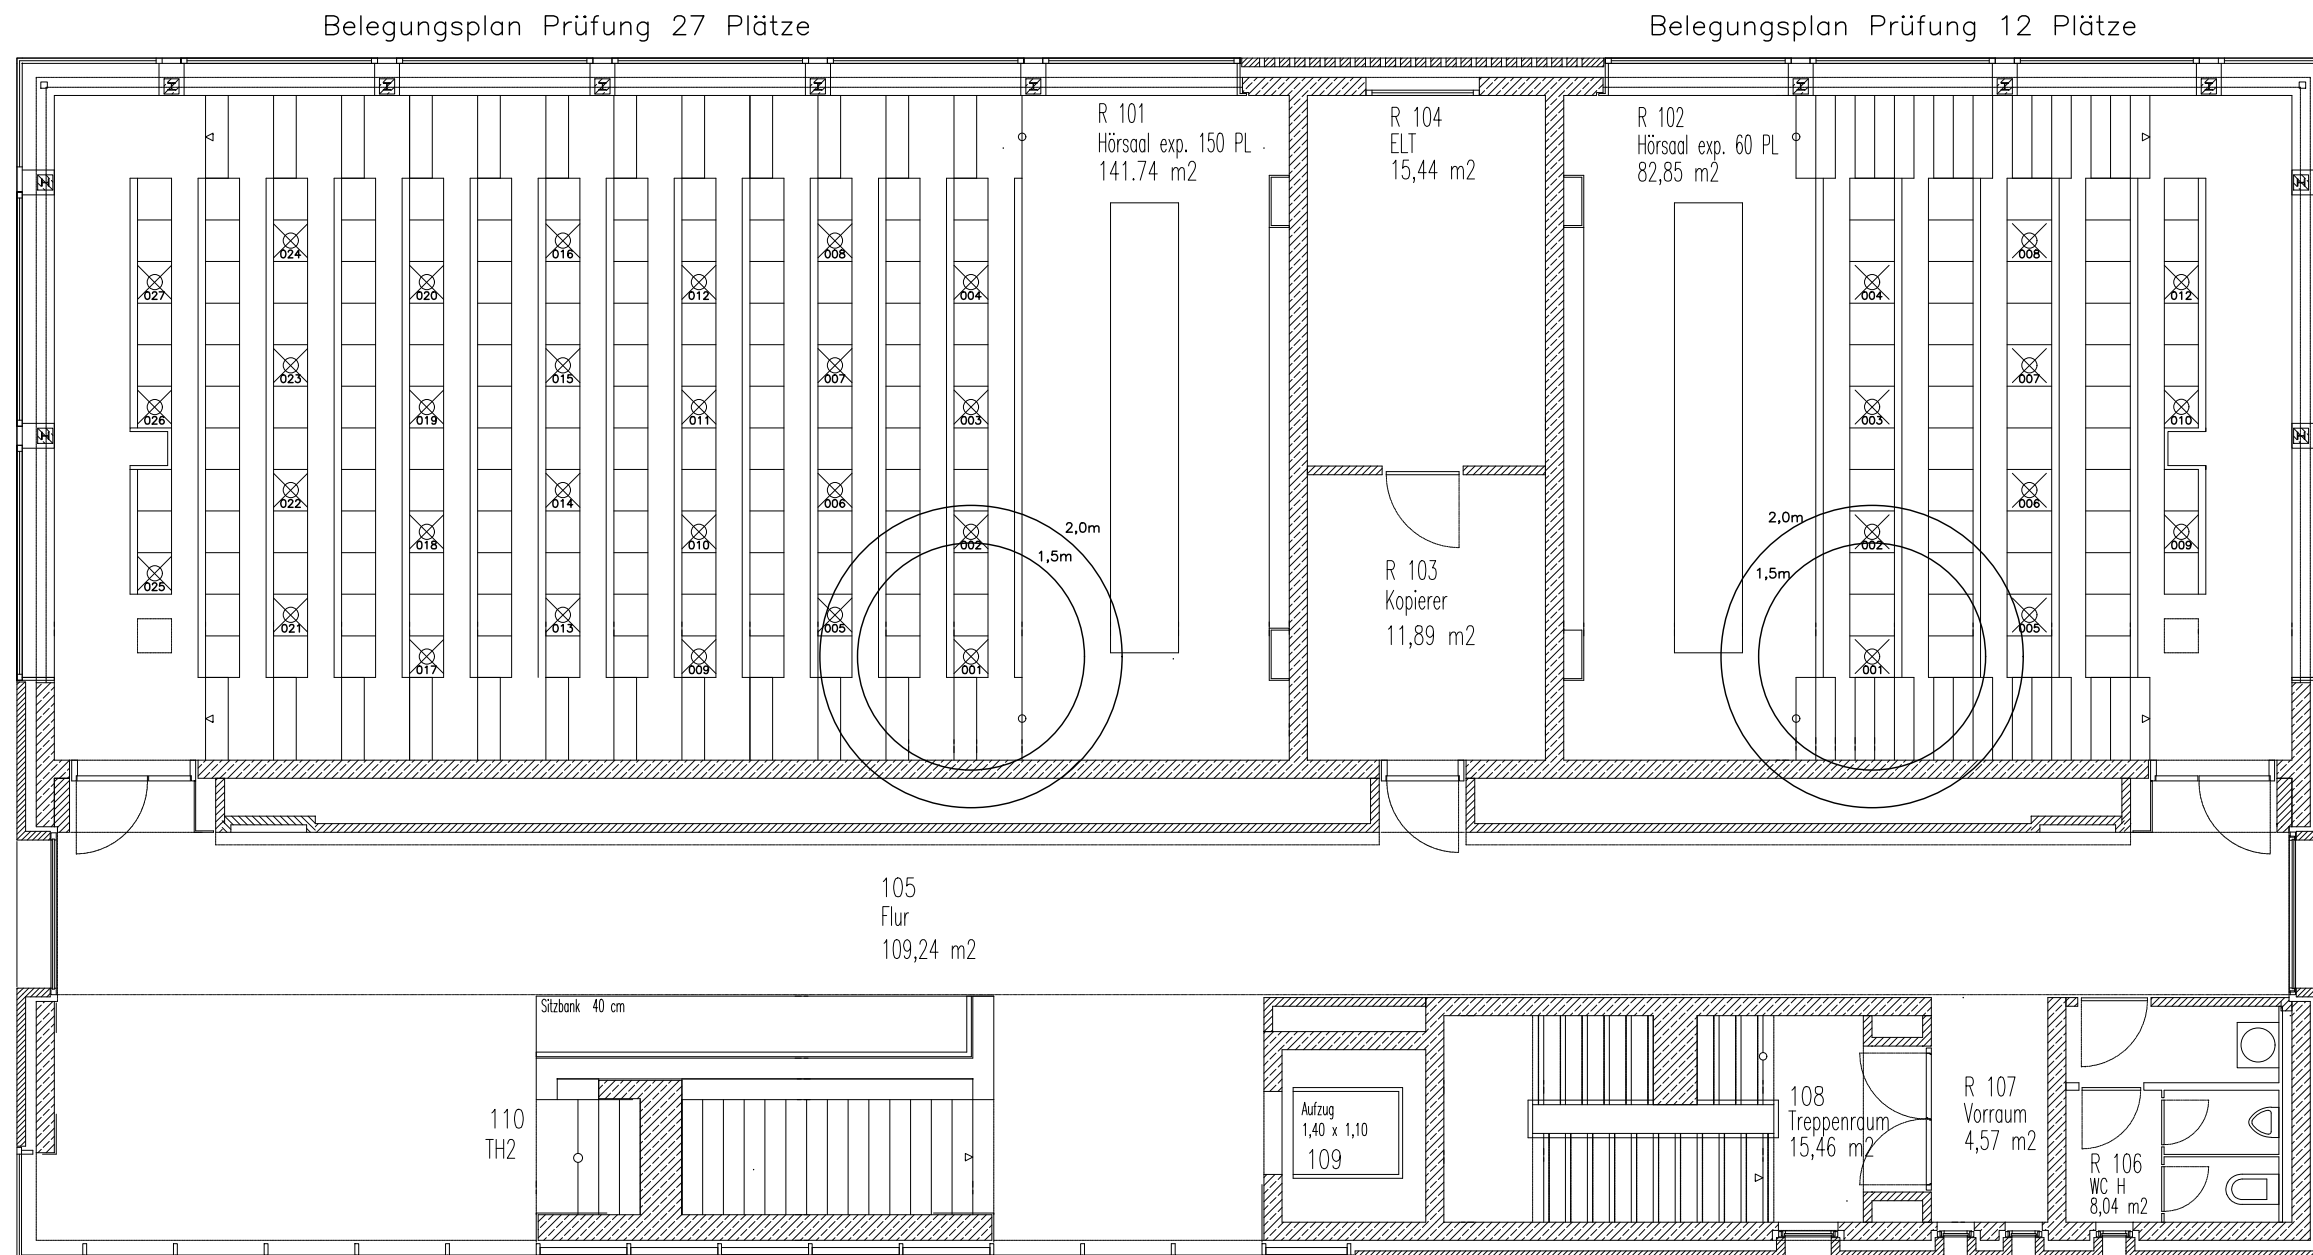 Belegungsplan Prüfung 27 Plätze
Belegungsplan Prüfung 12 Plätze
R 101
Hörsaal exp. 150 PL
141.74 m2
R 104
ELT
15,44 m2
R 102
Hörsaal exp. 60 PL
82,85 m2
024
016
008
008
027
020
012
004
004
012
023
015
007
007
026
019
011
003
003
010
022
014
006
006
018
010
002
002
009
2,0m
1,5m
2,0m
1,5m
025
021
013
005
005
017
009
001
001
R 103
Kopierer
11,89 m2
105
Flur
109,24 m2
Sitzbank 40 cm
110
TH2
Aufzug
1,40 x 1,10
109
108
Treppenraum
15,46 m2
R 107
Vorraum
4,57 m2
R 106
WC H
8,04 m2